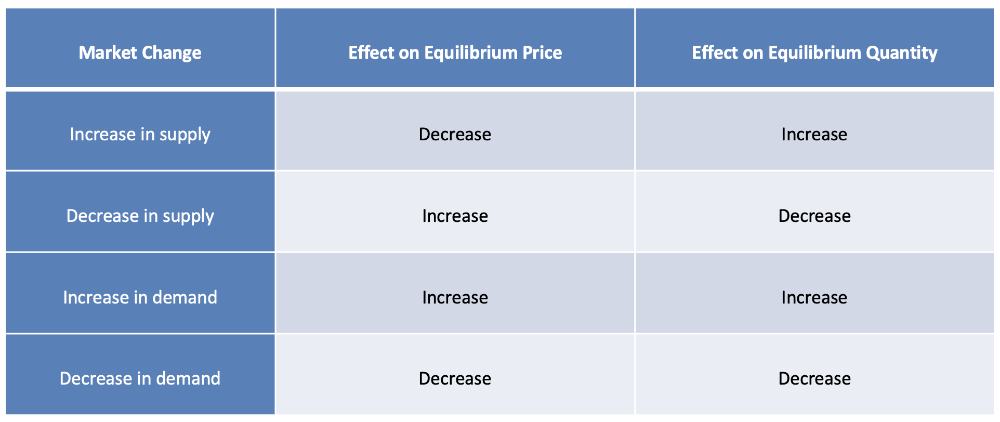 Market Change
Effect on Equilibrium Price
Effect on Equilibrium Quantity
Increase in supply
Decrease
Increase
Decrease in supply
Increase
Decrease
Increase in demand
Increase
Increase
Decrease in demand
Decrease
Decrease